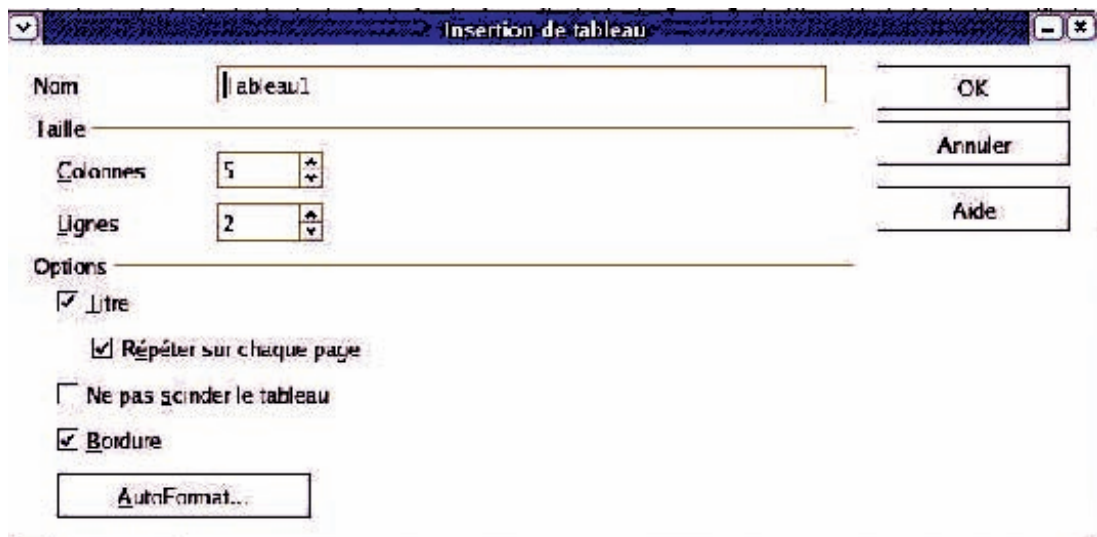 Insertion de tableau
Nom
Tableau1
OK
Taille
Annuler
Colonnes
5
Lignes
2
Aide
Options
Titre
Répéter sur chaque page
Ne pas scinder le tableau
Bordure
AutoFormat...